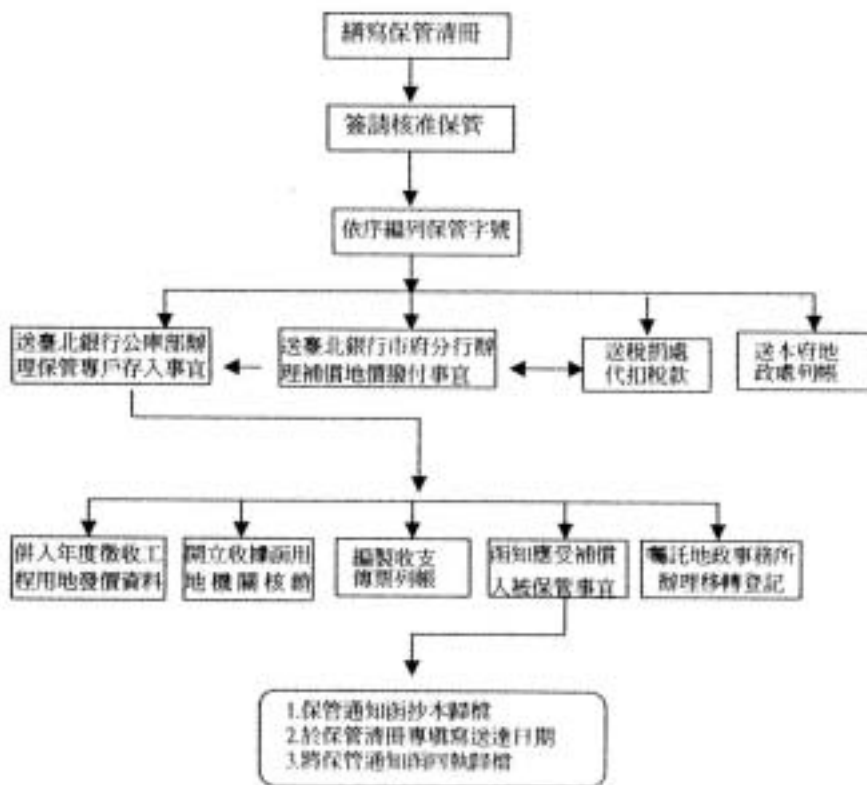 繕寫保管清冊
簽請核准保管
依序編列保管字號
送臺北銀行公庫部辦
理保管專戶存入事宜
送臺北銀行市府分行辦
理補償地價撥付事宜
送稅捐處
代扣稅款
送本府地
政處列帳
併入年度徵收工
程用地發價資料
開立收據函用
地機關核銷
編製收支
傳票列帳
函知應受補償
人被保管事宜
囑託地政事務所
辦理移轉登記
1.保管通知函抄本歸檔
2.於保管清冊專填寫送達日期
3.將保管通知函回執歸檔